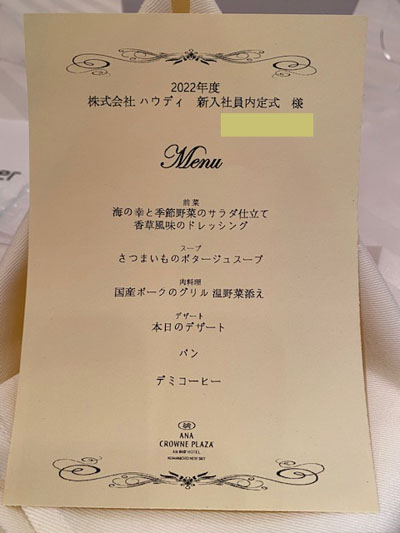 2022年度
株式会社 ハウディ 新入社員内定式 様
Menu
前菜
海の幸と季節野菜のサラダ仕立て
香草風味のドレッシング
スープ
さつまいものポタージュスープ
肉料理
国産ポークのグリル 温野菜添え
デザート
本日のデザート
パン
デミコーヒー
ANA
CROWNE PLAZA